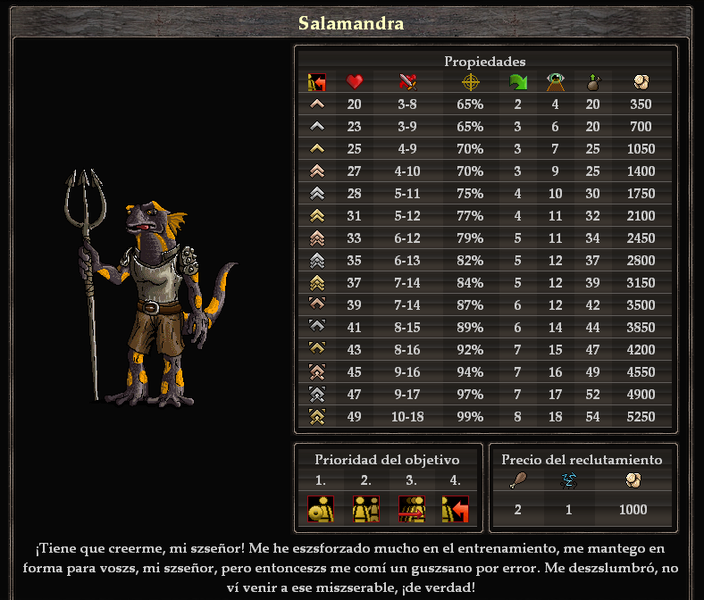 Salamandra
Propiedades
20 3-8 65% 2 4 20 350
23 3-9 65% 3 6 20 700
25 4-9 70% 3 7 25 1050
27 4-10 70% 3 9 25 1400
28 5-11 75% 4 10 30 1750
31 5-12 77% 4 11 32 2100
33 6-12 79% 5 11 34 2450
35 6-13 82% 5 12 37 2800
37 7-14 84% 5 12 39 3150
39 7-14 87% 6 12 42 3500
41 8-15 89% 6 14 44 3850
43 8-16 92% 7 15 47 4200
45 9-16 94% 7 16 49 4550
47 9-17 97% 7 17 52 4900
49 10-18 99% 8 18 54 5250
Prioridad del objetivo
1. 2. 3. 4.
Precio del reclutamiento
2 1 1000
¡Tiene que creerme, mi szseñor! Me he eszsforzado mucho en el entrenamiento, me mantego en
forma para voszs, mi szseñor, pero entonceszs me comí un guszsano por error. Me deszslumbró, no
ví venir a ese miszserable, ¡de verdad!